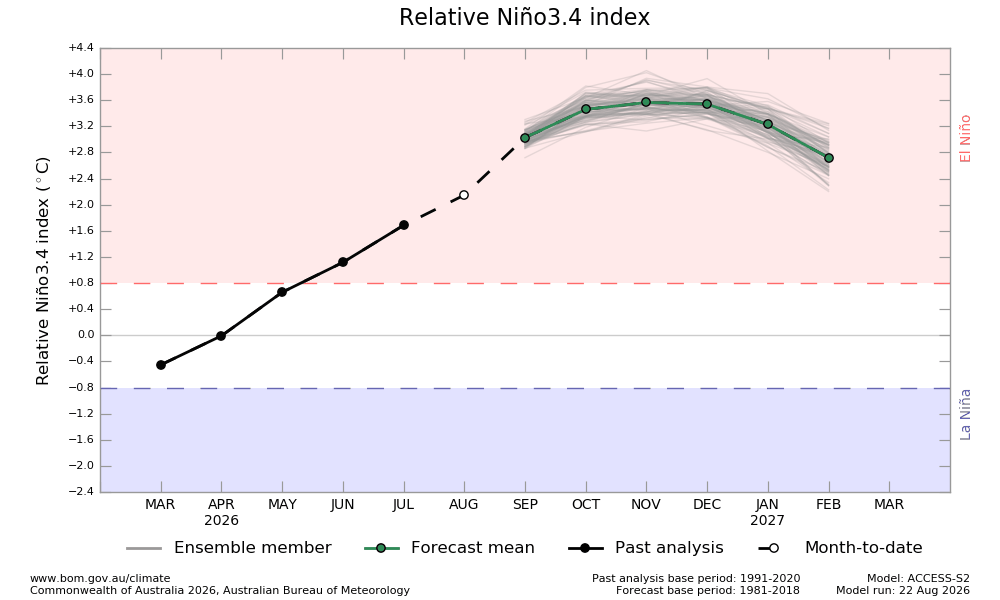 Relative Niño3.4 index
Relative Niño3.4 index (°C)
+4.4
+4.0
+3.6
+3.2
+2.8
+2.4
+2.0
+1.6
+1.2
+0.8
+0.4
0.0
−0.4
−0.8
−1.2
−1.6
−2.0
−2.4
El Niño
La Niña
MAR APR MAY JUN JUL AUG SEP OCT NOV DEC JAN FEB MAR
2026 2027
Ensemble member Forecast mean Past analysis Month-to-date
www.bom.gov.au/climate Past analysis base period: 1991-2020 Model: ACCESS-S2
Commonwealth of Australia 2026, Australian Bureau of Meteorology Forecast base period: 1981-2018 Model run: 22 Aug 2026